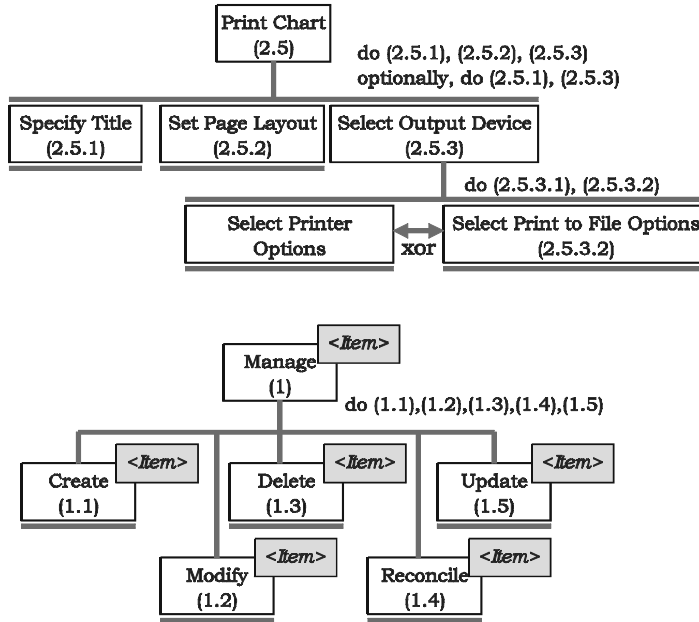 Print Chart
(2.5)
do (2.5.1), (2.5.2), (2.5.3)
optionally, do (2.5.1), (2.5.3)
Specify Title
(2.5.1)
Set Page Layout
(2.5.2)
Select Output Device
(2.5.3)
do (2.5.3.1), (2.5.3.2)
Select Printer
Options
xor
Select Print to File Options
(2.5.3.2)
<Item>
Manage
(1)
do (1.1),(1.2),(1.3),(1.4),(1.5)
<Item>
Create
(1.1)
<Item>
Delete
(1.3)
<Item>
Update
(1.5)
<Item>
Modify
(1.2)
<Item>
Reconcile
(1.4)